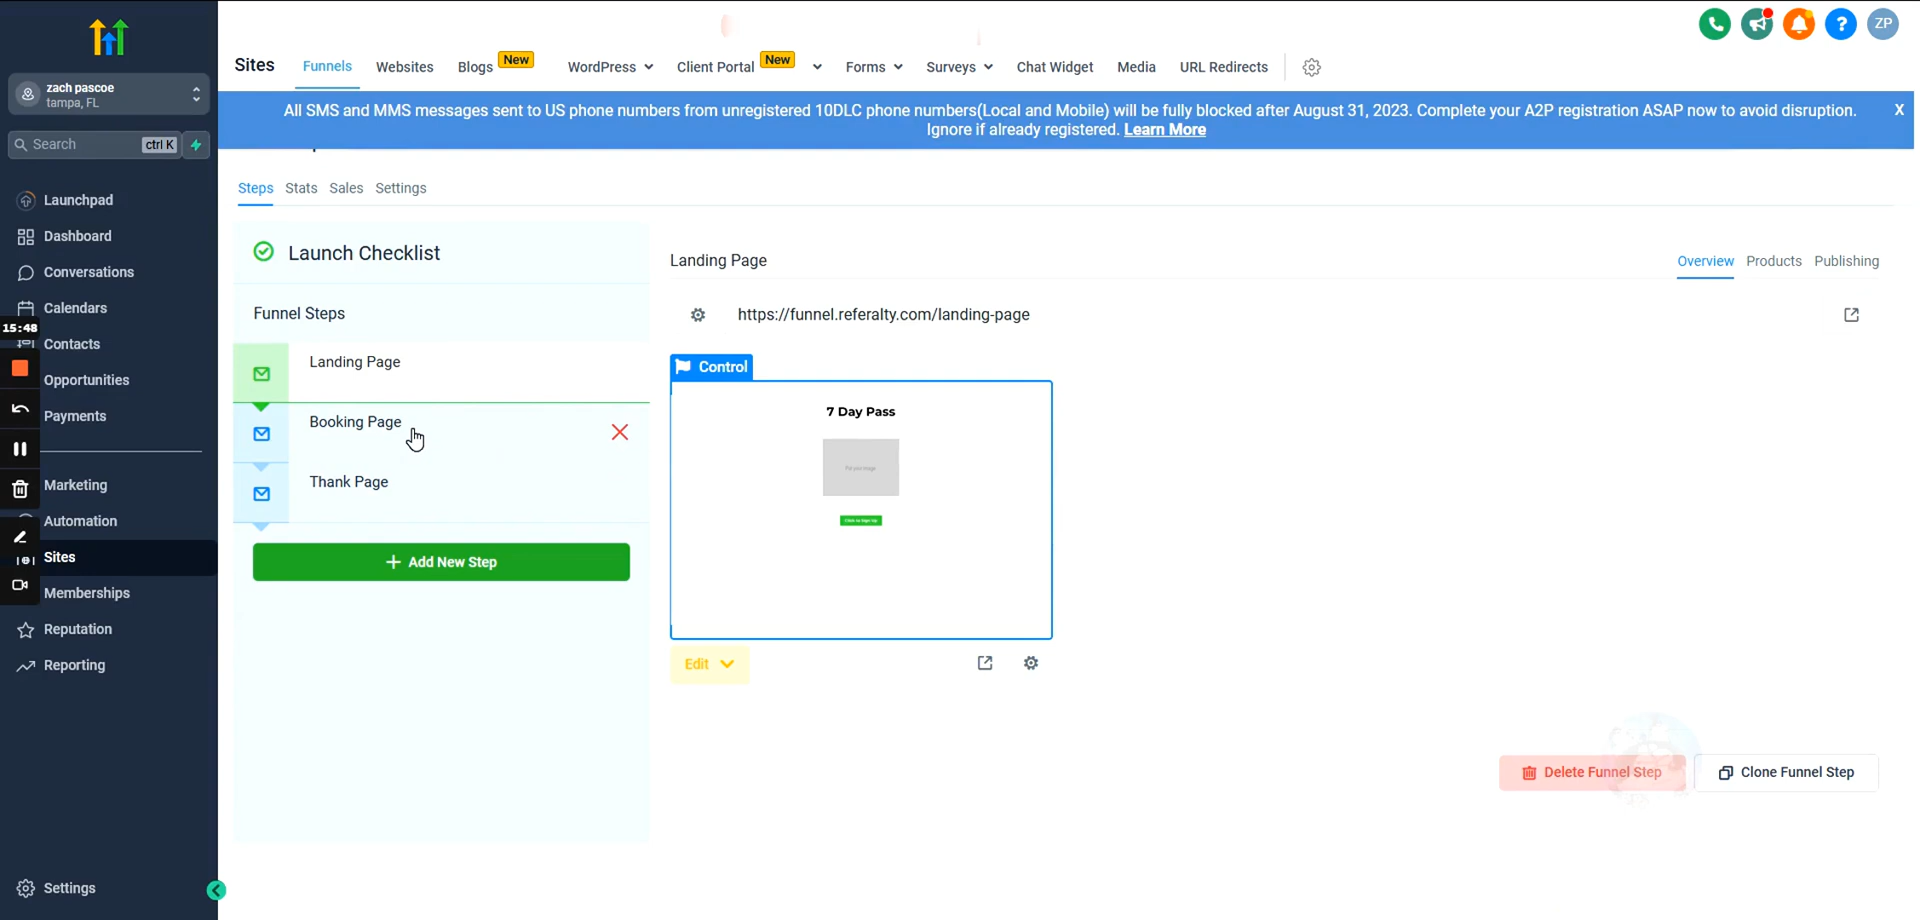 ZP
Sites
Funnels
Websites
Blogs
New
WordPress
Client Portal
New
Forms
Surveys
Chat Widget
Media
URL Redirects
zach pascoe
tampa, FL
Search
ctrl K
All SMS and MMS messages sent to US phone numbers from unregistered 10DLC phone numbers(Local and Mobile) will be fully blocked after August 31, 2023. Complete your A2P registration ASAP now to avoid disruption.
Ignore if already registered. Learn More
X
Launchpad
Dashboard
Conversations
Calendars
15:48
Contacts
Opportunities
Payments
Marketing
Automation
Sites
Memberships
Reputation
Reporting
Settings
Steps
Stats
Sales
Settings
Launch Checklist
Funnel Steps
Landing Page
Booking Page
Thank Page
+ Add New Step
Landing Page
Overview
Products
Publishing
https://funnel.referalty.com/landing-page
Control
7 Day Pass
Edit
Delete Funnel Step
Clone Funnel Step